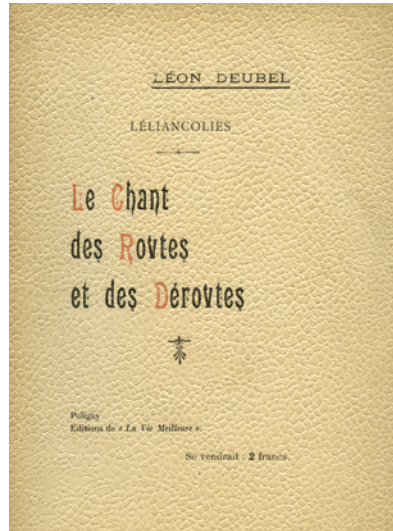 LÉON DEUBEL
LÉLIANCOLIES
Le Chant
des Rovtes
et des Dérovtes
Poligny
Editions de « La Vie Meilleure ».
Se vendrait : 2 francs.